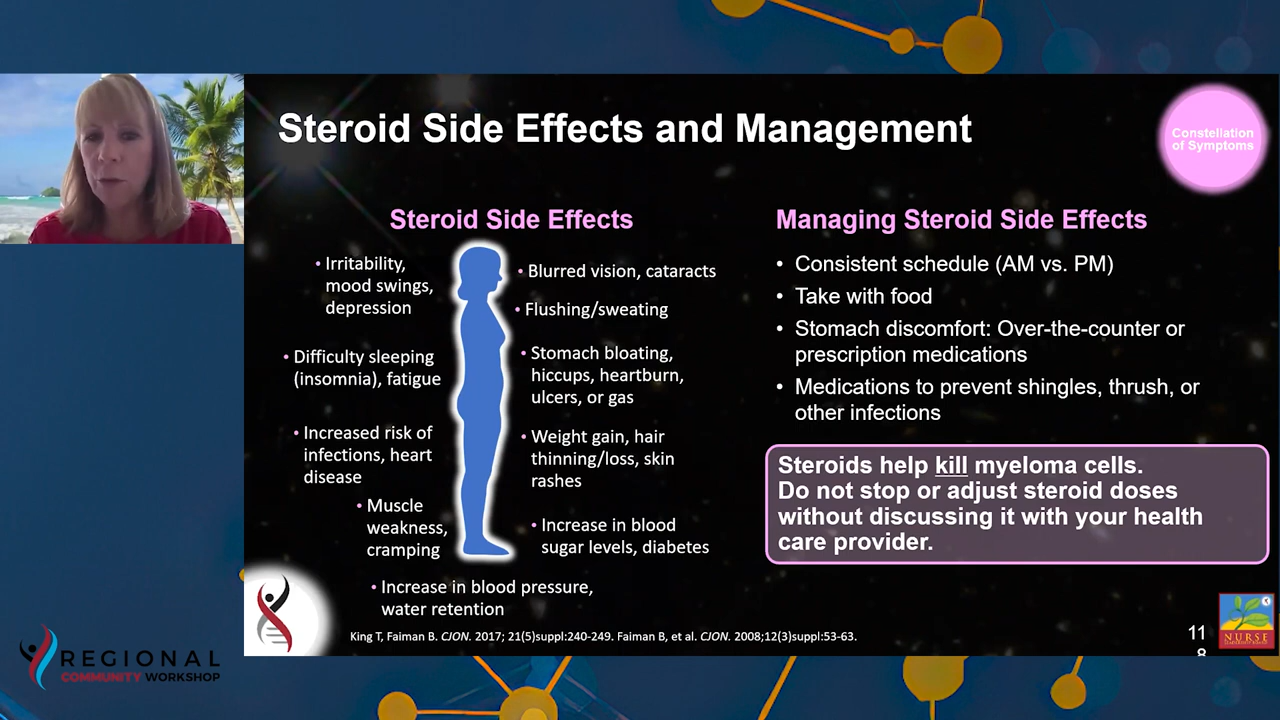 Steroid Side Effects and Management
Constellation
of Symptoms
Steroid Side Effects
• Irritability,
mood swings,
depression
• Difficulty sleeping
(insomnia), fatigue
• Increased risk of
infections, heart
disease
• Muscle
weakness,
cramping
• Increase in blood pressure,
water retention
• Blurred vision, cataracts
• Flushing/sweating
• Stomach bloating,
hiccups, heartburn,
ulcers, or gas
• Weight gain, hair
thinning/loss, skin
rashes
• Increase in blood
sugar levels, diabetes
Managing Steroid Side Effects
• Consistent schedule (AM vs. PM)
• Take with food
• Stomach discomfort: Over-the-counter or
prescription medications
• Medications to prevent shingles, thrush, or
other infections
Steroids help kill myeloma cells.
Do not stop or adjust steroid doses
without discussing it with your health
care provider.
King T, Faiman B. CJON. 2017; 21(5)suppl:240-249. Faiman B, et al. CJON. 2008;12(3)suppl:53-63.
11
8
NURSE
REGIONAL
COMMUNITY WORKSHOP